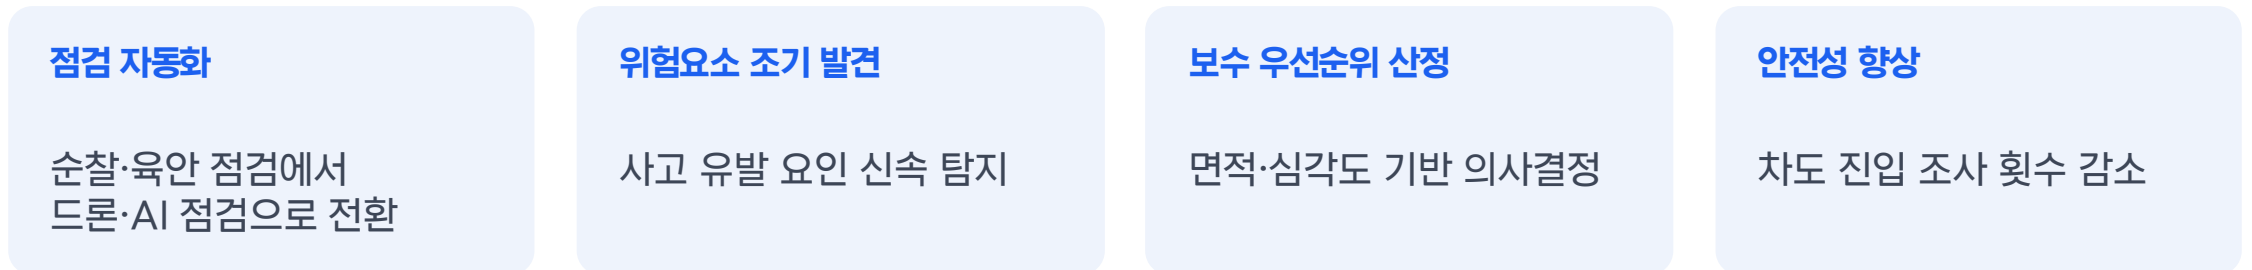 점검 자동화
순찰·육안 점검에서
드론·AI 점검으로 전환
위험요소 조기 발견
사고 유발 요인 신속 탐지
보수 우선순위 산정
면적·심각도 기반 의사결정
안전성 향상
차도 진입 조사 횟수 감소